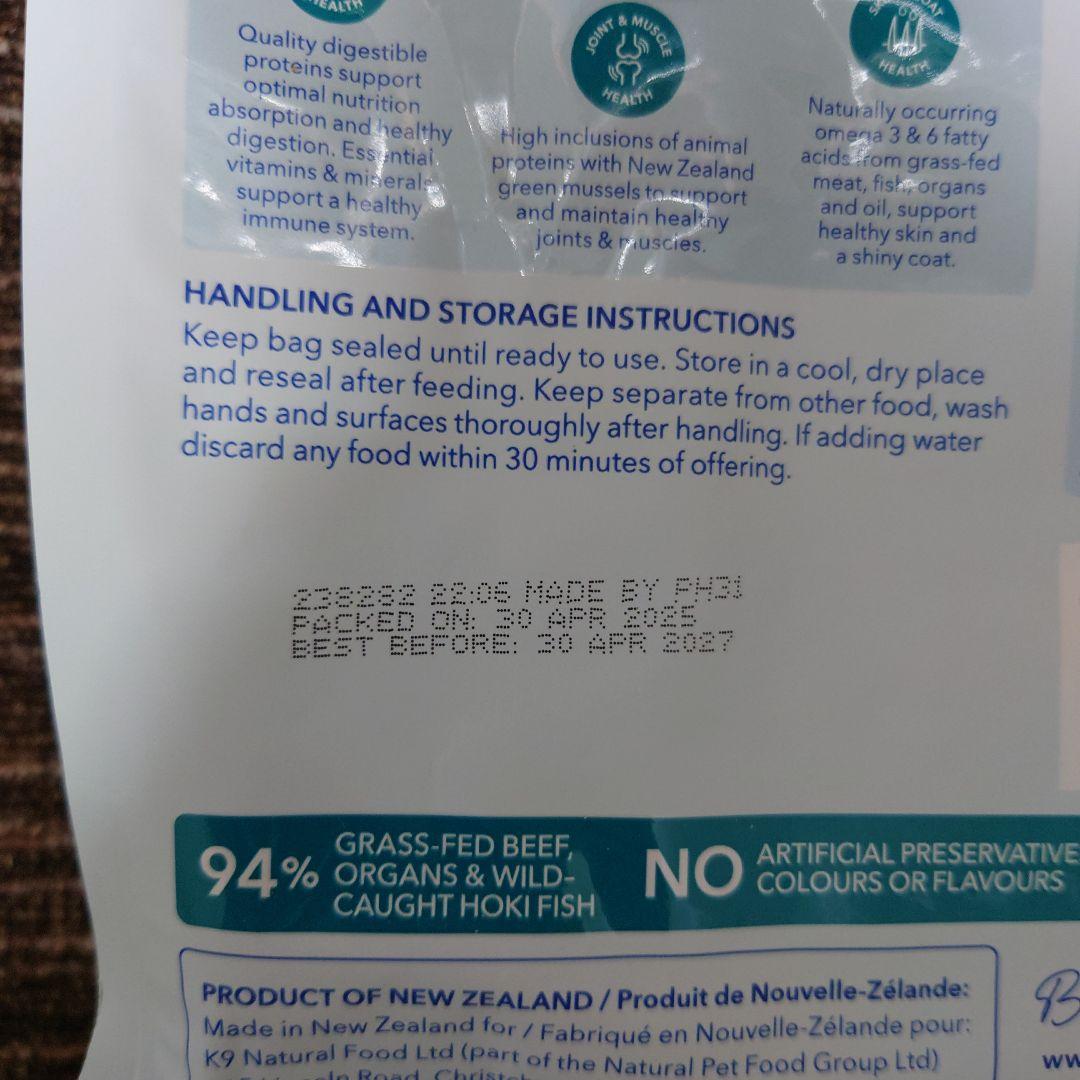 HEALTH
Quality digestible
proteins support
optimal nutrition
absorption and healthy
digestion. Essential
vitamins & minerals
support a healthy
immune system.
JOINT & MUSCLE
HEALTH
High inclusions of animal
proteins with New Zealand
green mussels to support
and maintain healthy
joints & muscles.
COAT
HEALTH
Naturally occurring
omega 3 & 6 fatty
acids from grass-fed
meat, fish, organs
and oil, support
healthy skin and
a shiny coat.
HANDLING AND STORAGE INSTRUCTIONS
Keep bag sealed until ready to use. Store in a cool, dry place
and reseal after feeding. Keep separate from other food, wash
hands and surfaces thoroughly after handling. If adding water
discard any food within 30 minutes of offering.
238282 22:06 MADE BY PH31
PACKED ON: 30 APR 2025
BEST BEFORE: 30 APR 2027
94% GRASS-FED BEEF,
ORGANS & WILD-
CAUGHT HOKI FISH
NO ARTIFICIAL PRESERVATIVE
COLOURS OR FLAVOURS
PRODUCT OF NEW ZEALAND / Produit de Nouvelle-Zélande:
Made in New Zealand for / Fabriqué en Nouvelle-Zélande pour:
K9 Natural Food Ltd (part of the Natural Pet Food Group Ltd)
Road
ww